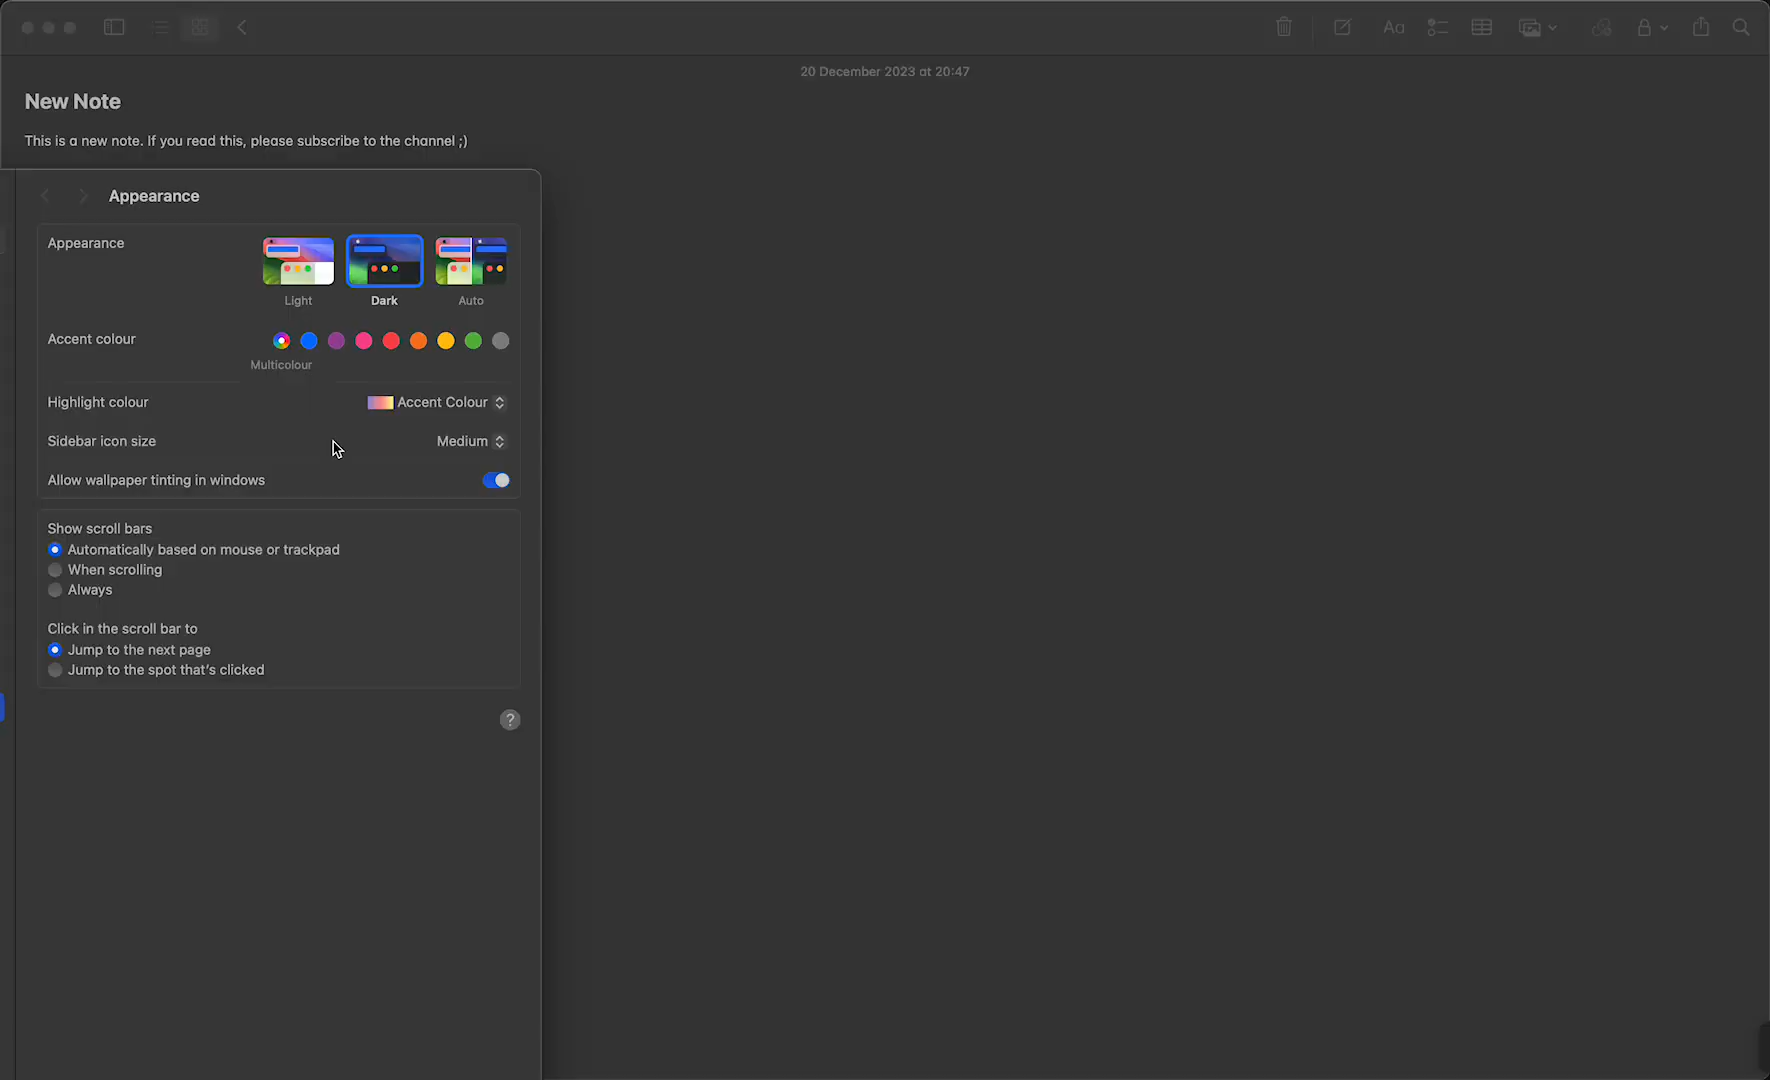 Aa
20 December 2023 at 20:47
New Note
This is a new note. If you read this, please subscribe to the channel ;)
Appearance
Appearance
Light Dark Auto
Accent colour
Multicolour
Highlight colour Accent Colour
Sidebar icon size Medium
Allow wallpaper tinting in windows
Show scroll bars
Automatically based on mouse or trackpad
When scrolling
Always
Click in the scroll bar to
Jump to the next page
Jump to the spot that's clicked
?